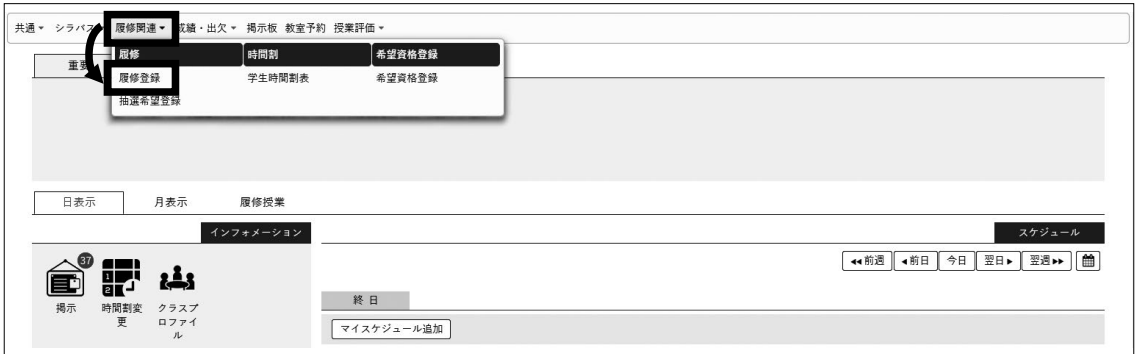 共通 シラバス 履修関連 成績・出欠 掲示板 教室予約 授業評価
履修 時間割 希望資格登録
履修登録 学生時間割表 希望資格登録
抽選希望登録
重要
日表示 月表示 履修授業
インフォメーション スケジュール
前週 前日 今日 翌日 翌週
37
1
2
掲示 時間割変更 クラスプロファイル
終日
マイスケジュール追加